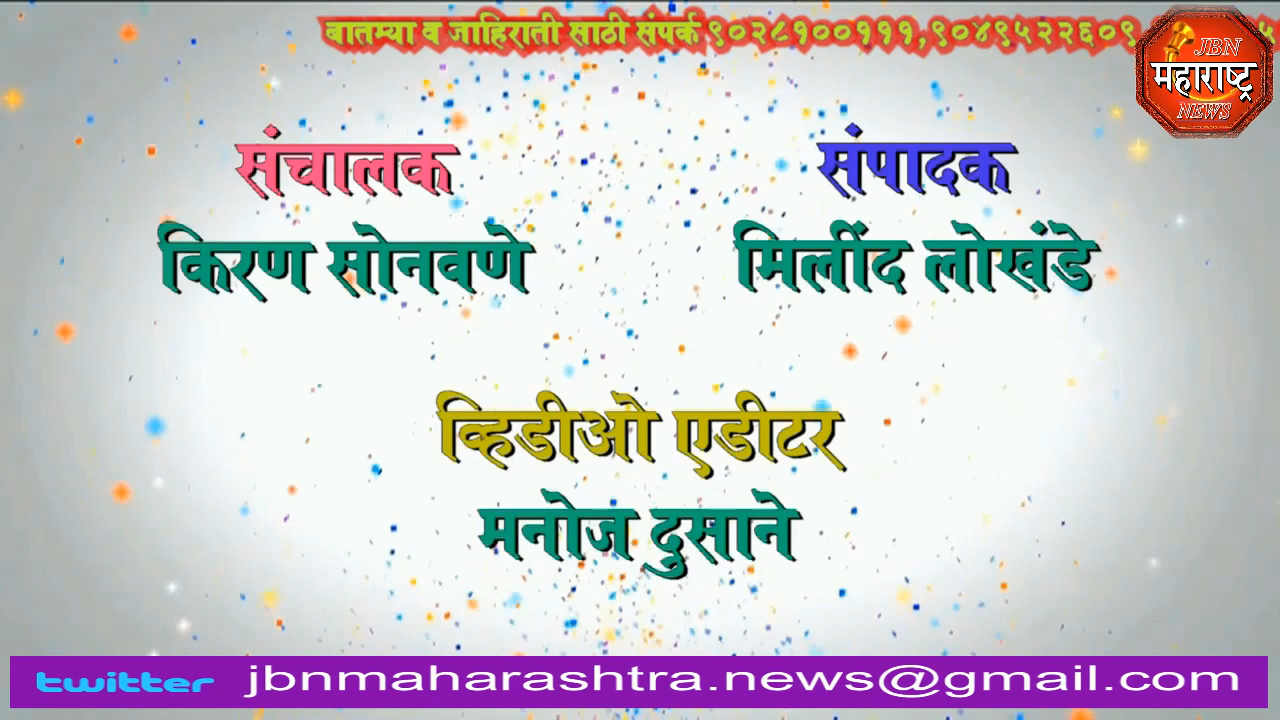 बातम्या व जाहिराती साठी संपर्क ९०२८१००१११,९०४९५२२६०९
JBN
महाराष्ट्र
NEWS
संचालक
संपादक
किरण सोनवणे
मिलींद लोखंडे
व्हिडीओ एडीटर
मनोज दुसाने
twitter jbnmaharashtra.news@gmail.com